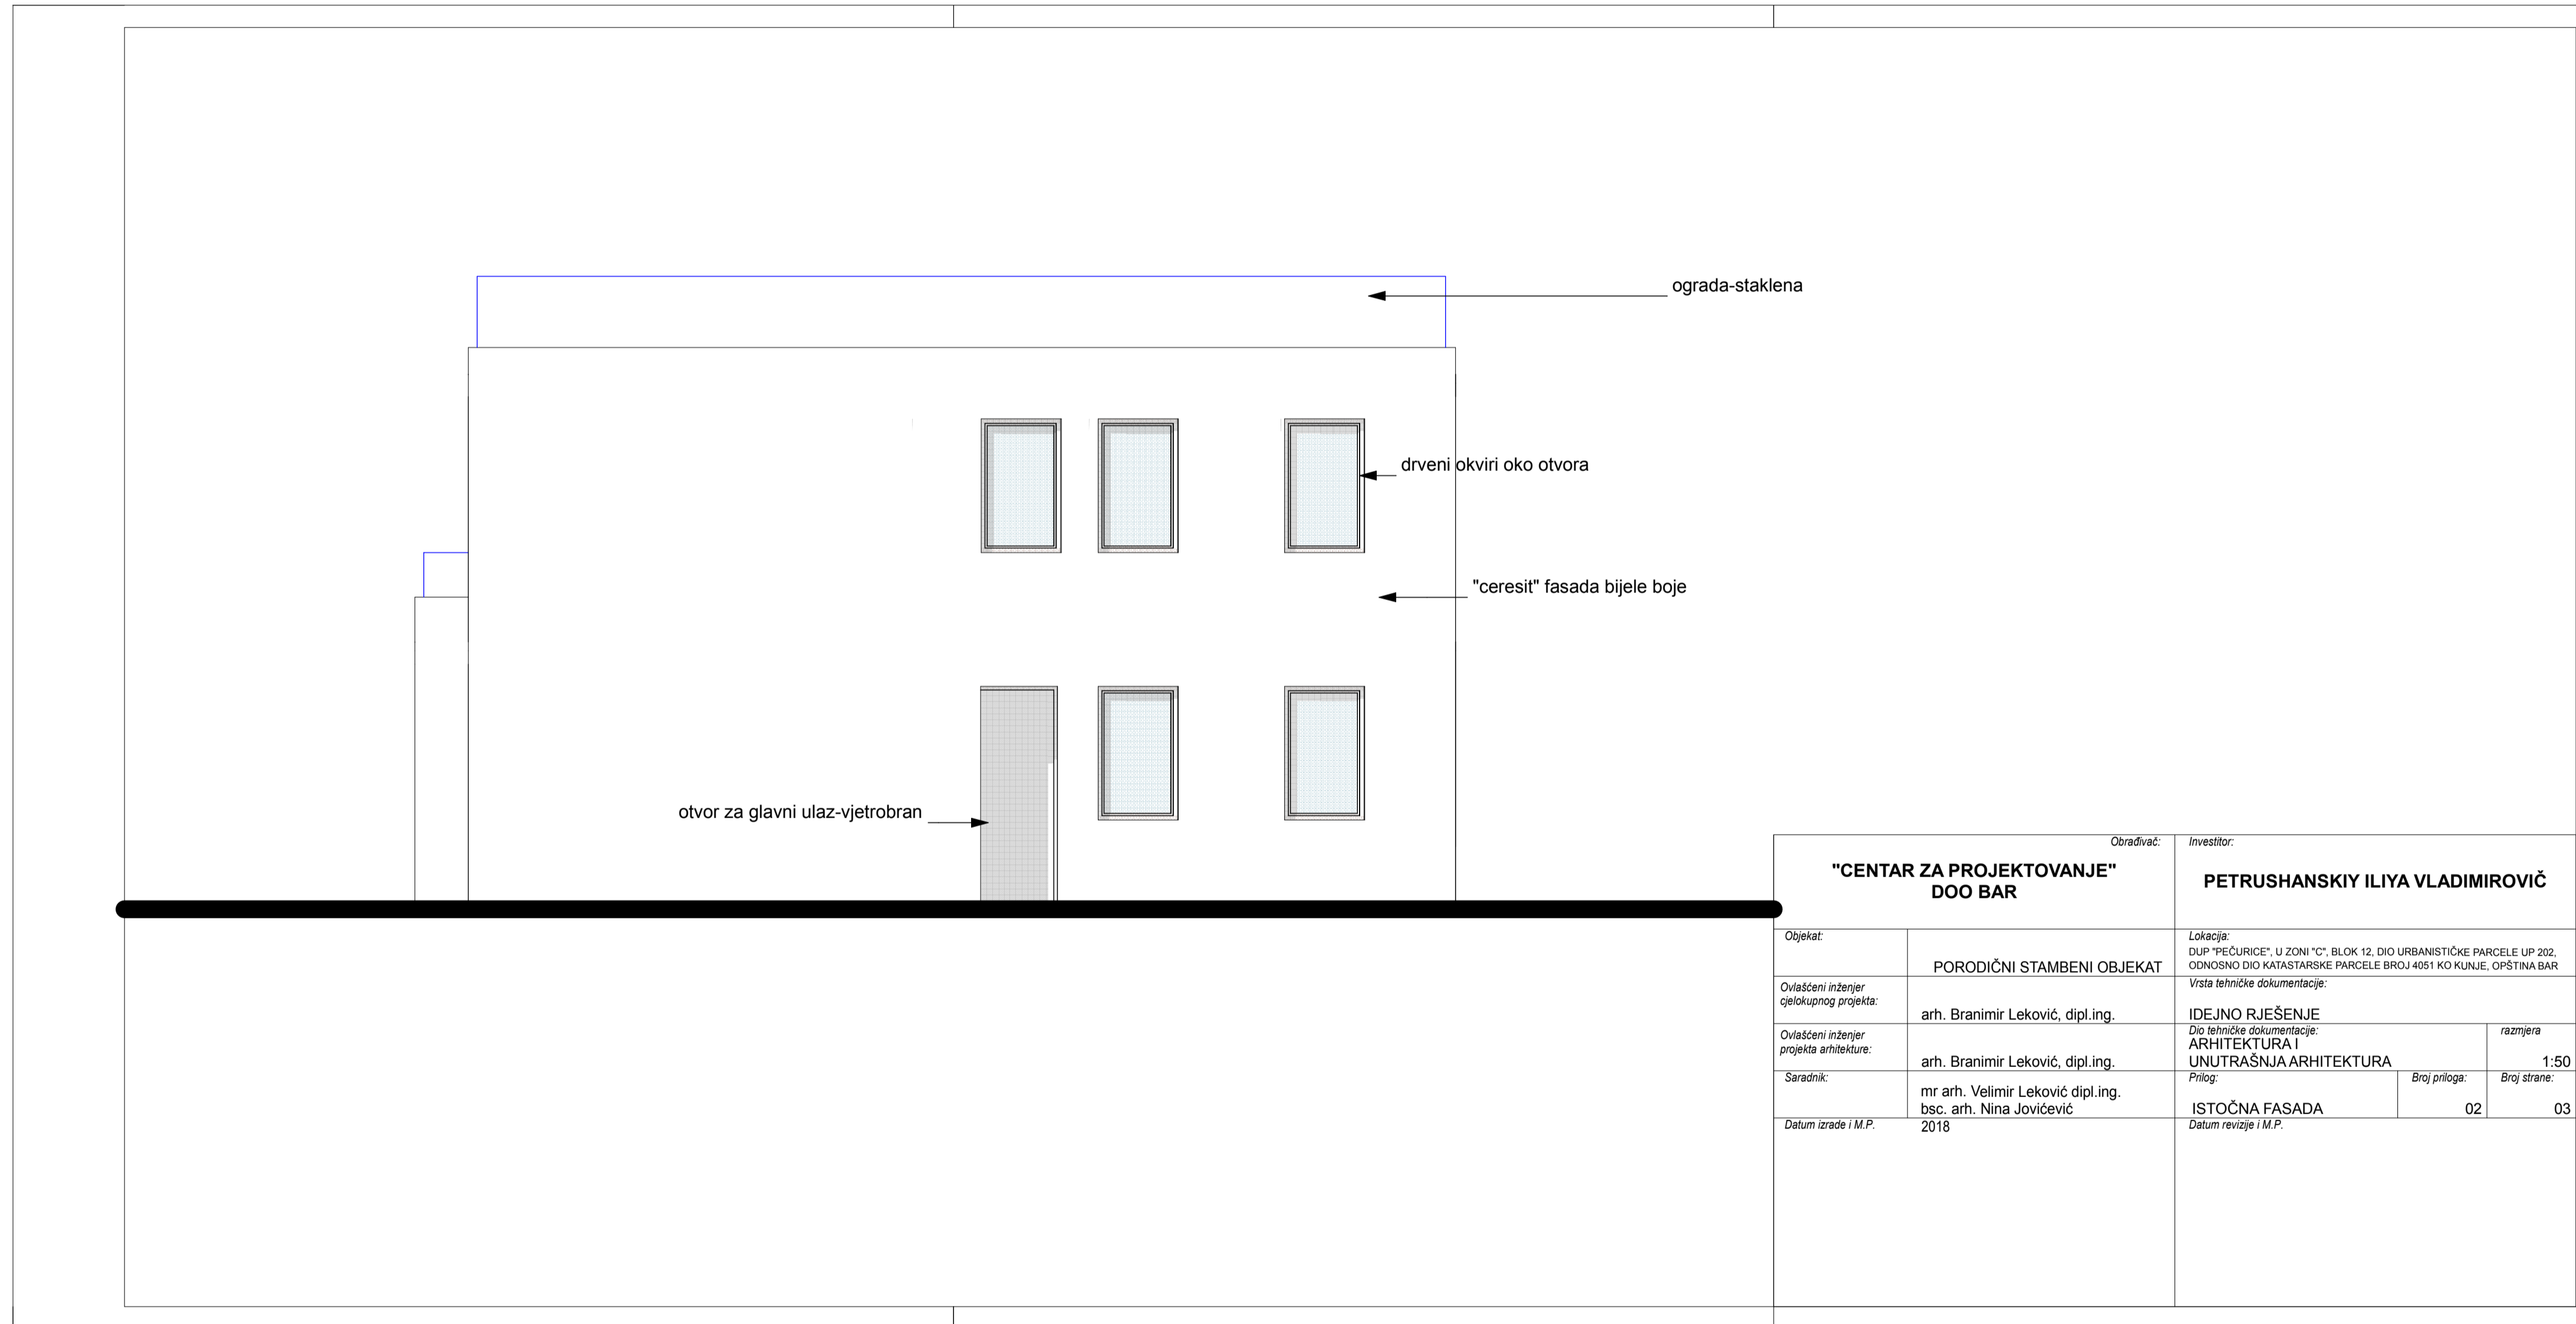 ograda-staklena
drveni okviri oko otvora
"ceresit" fasada bijele boje
otvor za glavni ulaz-vjetrobran
Obrađivač:
"CENTAR ZA PROJEKTOVANJE"
DOO BAR
Investitor:
PETRUSHANSKIY ILIYA VLADIMIROVIČ
Objekat:
PORODIČNI STAMBENI OBJEKAT
Lokacija:
DUP "PEČURICE", U ZONI "C", BLOK 12, DIO URBANISTIČKE PARCELE UP 202,
ODNOSNO DIO KATASTARSKE PARCELE BROJ 4051 KO KUNJE, OPŠTINA BAR
Ovlašćeni inženjer
cjelokupnog projekta:
arh. Branimir Leković, dipl.ing.
Vrsta tehničke dokumentacije:
IDEJNO RJEŠENJE
Ovlašćeni inženjer
projekta arhitekture:
arh. Branimir Leković, dipl.ing.
Dio tehničke dokumentacije:
ARHITEKTURA I
UNUTRAŠNJA ARHITEKTURA
razmjera
1:50
Saradnik:
mr arh. Velimir Leković dipl.ing.
bsc. arh. Nina Jovićević
Prilog:
ISTOČNA FASADA
Broj priloga:
02
Broj strane:
03
Datum izrade i M.P.
2018
Datum revizije i M.P.